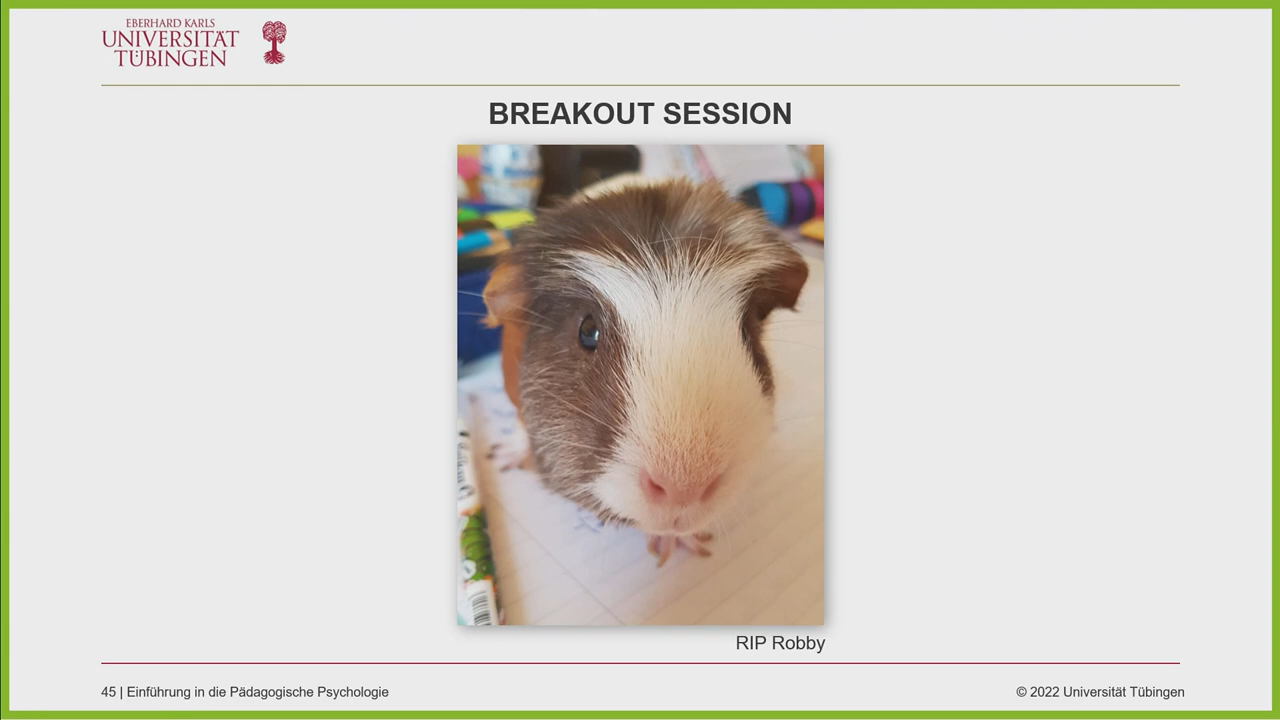 EBERHARD KARLS
UNIVERSITÄT
TÜBINGEN
BREAKOUT SESSION
RIP Robby
45 | Einführung in die Pädagogische Psychologie
© 2022 Universität Tübingen